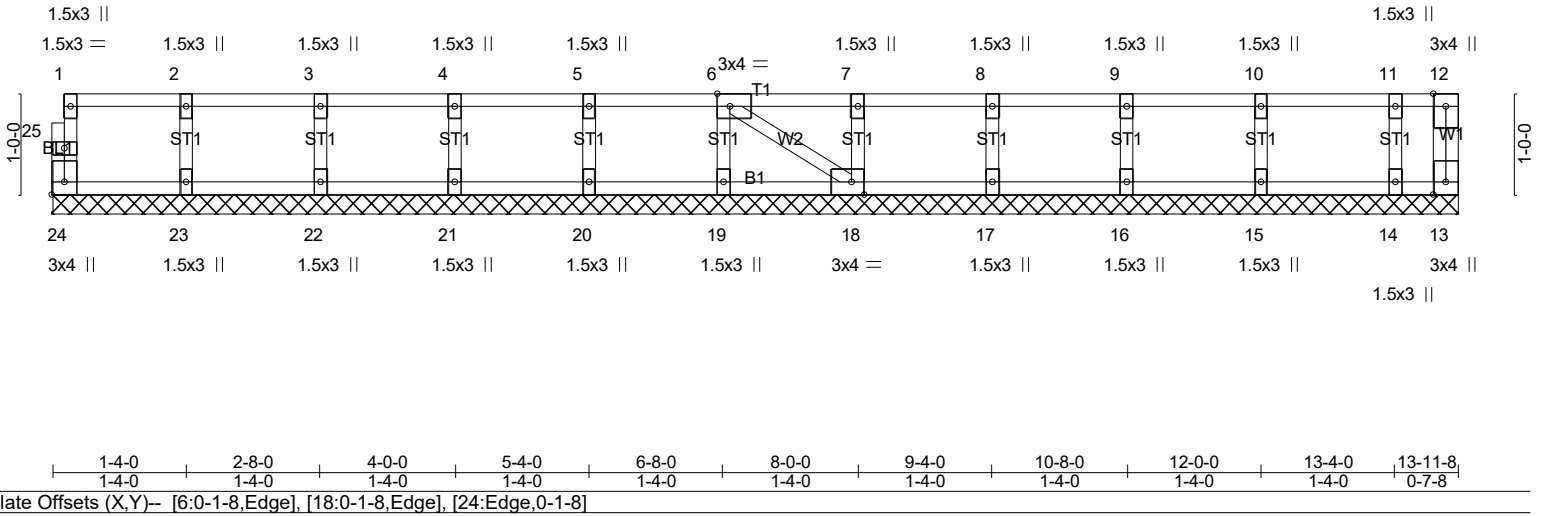 1.5x3 || 1.5x3 ||
1.5x3 = 1.5x3 || 1.5x3 || 1.5x3 || 1.5x3 || 1.5x3 || 1.5x3 || 1.5x3 || 1.5x3 || 3x4 ||
3x4 =
1 2 3 4 5 6 7 8 9 10 11 12
T1
25
1-0-0 BL1 ST1 ST1 ST1 ST1 ST1 W2 ST1 ST1 ST1 ST1 ST1 W1 1-0-0
B1
24 23 22 21 20 19 18 17 16 15 14 13
3x4 || 1.5x3 || 1.5x3 || 1.5x3 || 1.5x3 || 1.5x3 || 3x4 = 1.5x3 || 1.5x3 || 1.5x3 || 3x4 ||
1.5x3 ||
1-4-0 2-8-0 4-0-0 5-4-0 6-8-0 8-0-0 9-4-0 10-8-0 12-0-0 13-4-0 13-11-8
1-4-0 1-4-0 1-4-0 1-4-0 1-4-0 1-4-0 1-4-0 1-4-0 1-4-0 1-4-0 0-7-8
late Offsets (X,Y)-- [6:0-1-8,Edge], [18:0-1-8,Edge], [24:Edge,0-1-8]